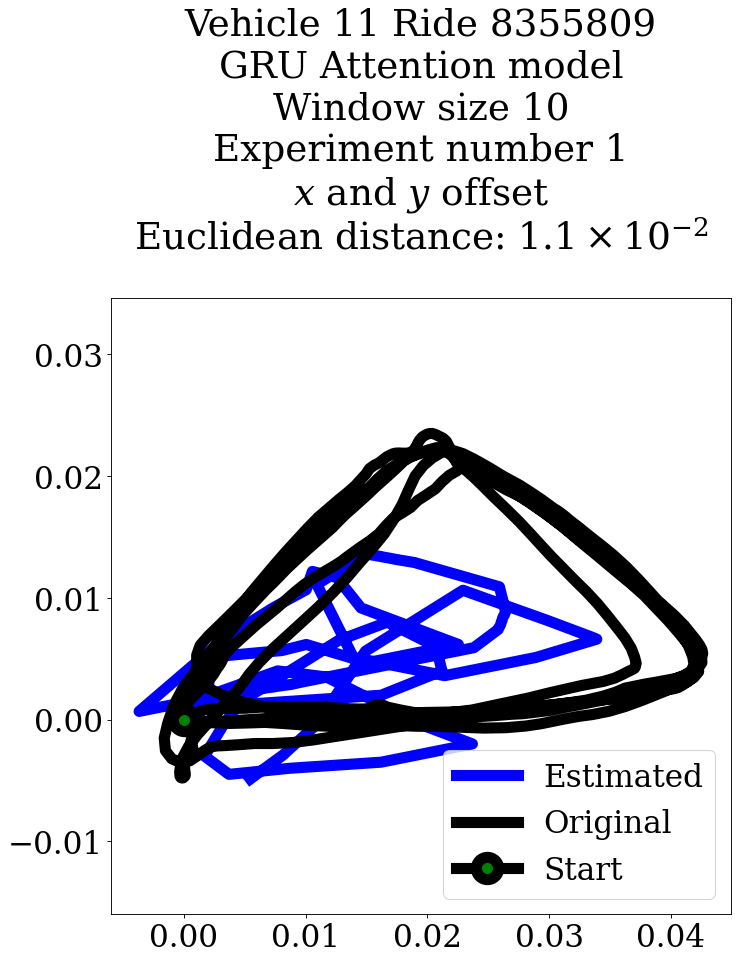 Vehicle 11 Ride 8355809
GRU Attention model
Window size 10
Experiment number 1
x and y offset
Euclidean distance: 1.1 × 10⁻²
0.03
0.02
0.01
0.00
−0.01
Estimated
Original
Start
0.00 0.01 0.02 0.03 0.04